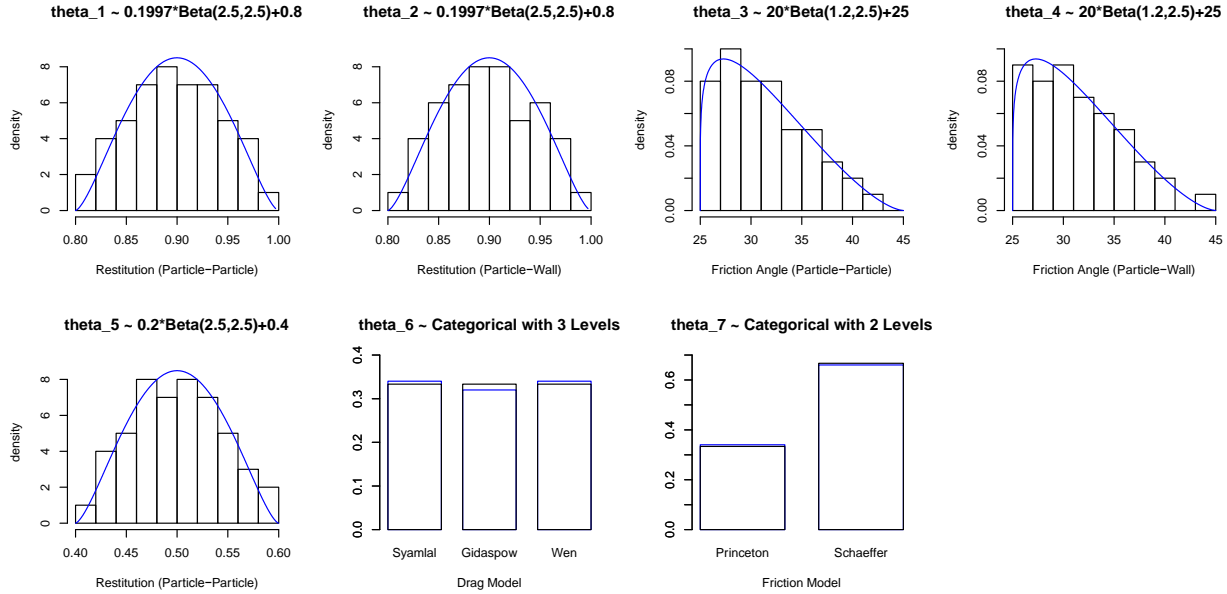 theta_1 ~ 0.1997*Beta(2.5,2.5)+0.8
density
0 2 4 6 8
0.80 0.85 0.90 0.95 1.00
Restitution (Particle−Particle)
theta_2 ~ 0.1997*Beta(2.5,2.5)+0.8
density
0 2 4 6 8
0.80 0.85 0.90 0.95 1.00
Restitution (Particle−Wall)
theta_3 ~ 20*Beta(1.2,2.5)+25
density
0.00 0.04 0.08
25 30 35 40 45
Friction Angle (Particle−Particle)
theta_4 ~ 20*Beta(1.2,2.5)+25
density
0.00 0.04 0.08
25 30 35 40 45
Friction Angle (Particle−Wall)
theta_5 ~ 0.2*Beta(2.5,2.5)+0.4
density
0 2 4 6 8
0.40 0.45 0.50 0.55 0.60
Restitution (Particle−Particle)
theta_6 ~ Categorical with 3 Levels
0.0 0.1 0.2 0.3 0.4
Syamlal Gidaspow Wen
Drag Model
theta_7 ~ Categorical with 2 Levels
0.0 0.2 0.4 0.6
Princeton Schaeffer
Friction Model